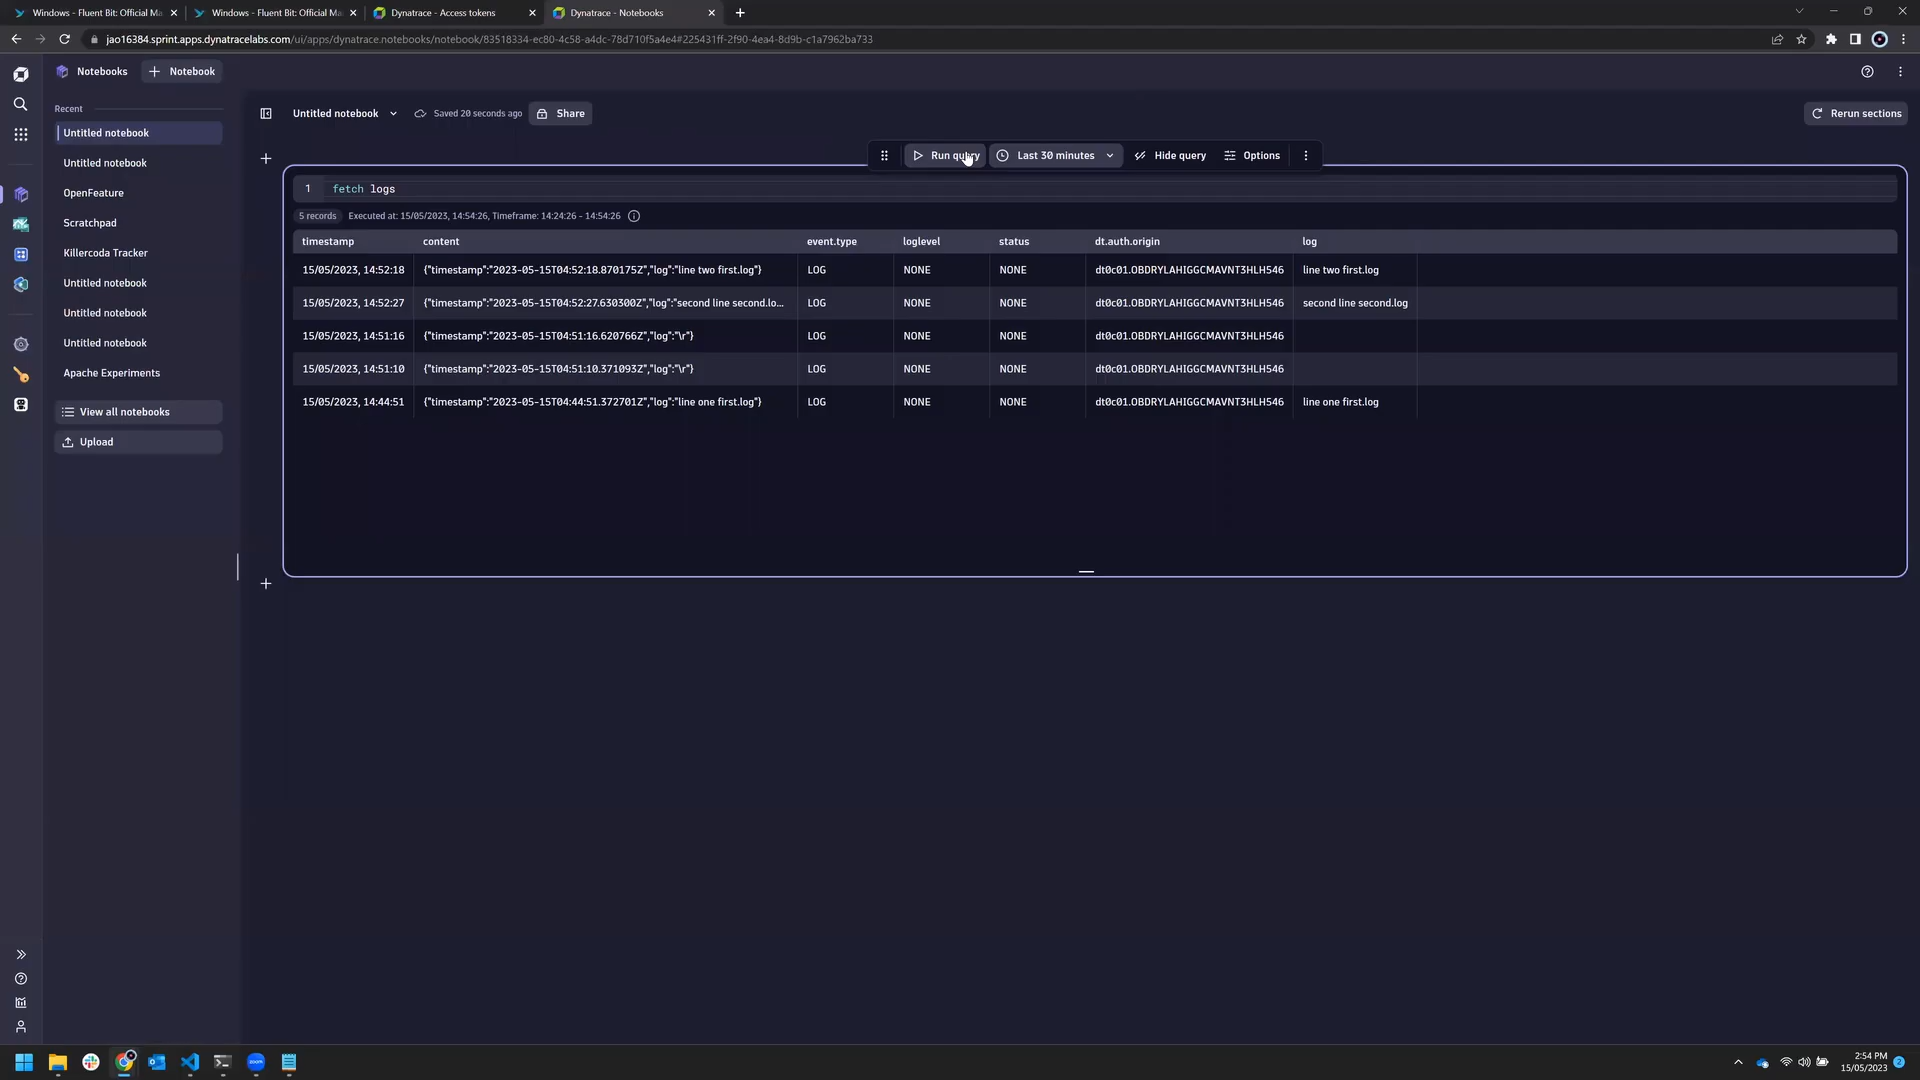 Windows - Fluent Bit: Official Ma
Windows - Fluent Bit: Official Ma
Dynatrace - Access tokens
Dynatrace - Notebooks
jao16384.sprint.apps.dynatracelabs.com/ui/apps/dynatrace.notebooks/notebook/83518334-ec80-4c58-a4dc-78d710f5a4e4#225431ff-2f90-4ea4-8d9b-c1a7962ba733
Notebooks
Notebook
Recent
Untitled notebook
Untitled notebook
OpenFeature
Scratchpad
Killercoda Tracker
Untitled notebook
Untitled notebook
Untitled notebook
Apache Experiments
View all notebooks
Upload
Untitled notebook
Saved 20 seconds ago
Share
Rerun sections
Run query
Last 30 minutes
Hide query
Options
1 fetch logs
5 records Executed at: 15/05/2023, 14:54:26, Timeframe: 14:24:26 - 14:54:26
timestamp content event.type loglevel status dt.auth.origin log
15/05/2023, 14:52:18 {"timestamp":"2023-05-15T04:52:18.870175Z","log":"line two first.log"} LOG NONE NONE dt0c01.OBDRYLAHIGGCMAVNT3HLH546 line two first.log
15/05/2023, 14:52:27 {"timestamp":"2023-05-15T04:52:27.630300Z","log":"second line second.lo... LOG NONE NONE dt0c01.OBDRYLAHIGGCMAVNT3HLH546 second line second.log
15/05/2023, 14:51:16 {"timestamp":"2023-05-15T04:51:16.620766Z","log":"\r"} LOG NONE NONE dt0c01.OBDRYLAHIGGCMAVNT3HLH546
15/05/2023, 14:51:10 {"timestamp":"2023-05-15T04:51:10.371093Z","log":"\r"} LOG NONE NONE dt0c01.OBDRYLAHIGGCMAVNT3HLH546
15/05/2023, 14:44:51 {"timestamp":"2023-05-15T04:44:51.372701Z","log":"line one first.log"} LOG NONE NONE dt0c01.OBDRYLAHIGGCMAVNT3HLH546 line one first.log
zoom
2:54 PM
15/05/2023
2